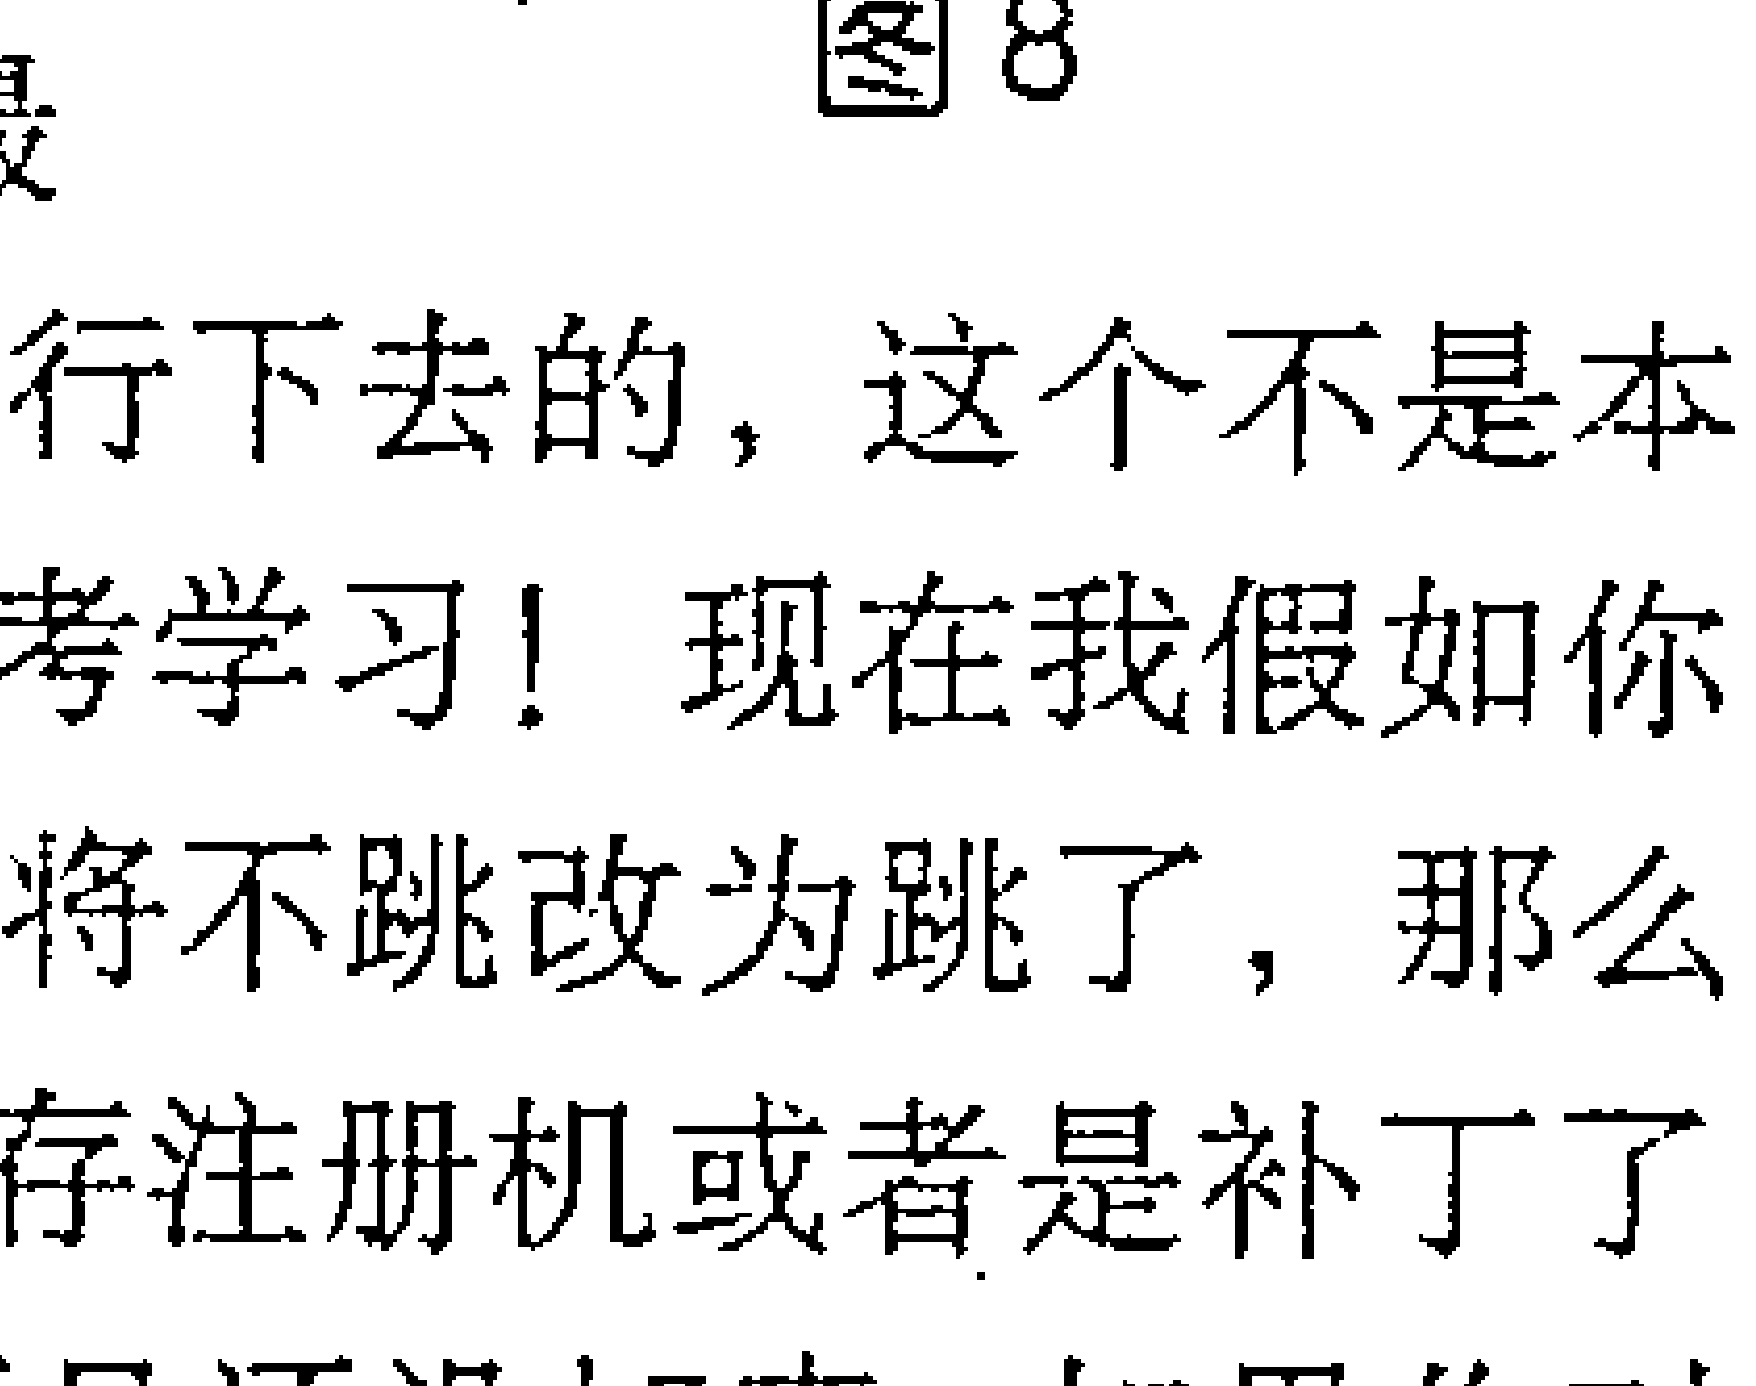 图 8
行下去的，这个不是本
考学习！现在我假如你
将不跳改为跳了，那么
存注册机或者是补丁了